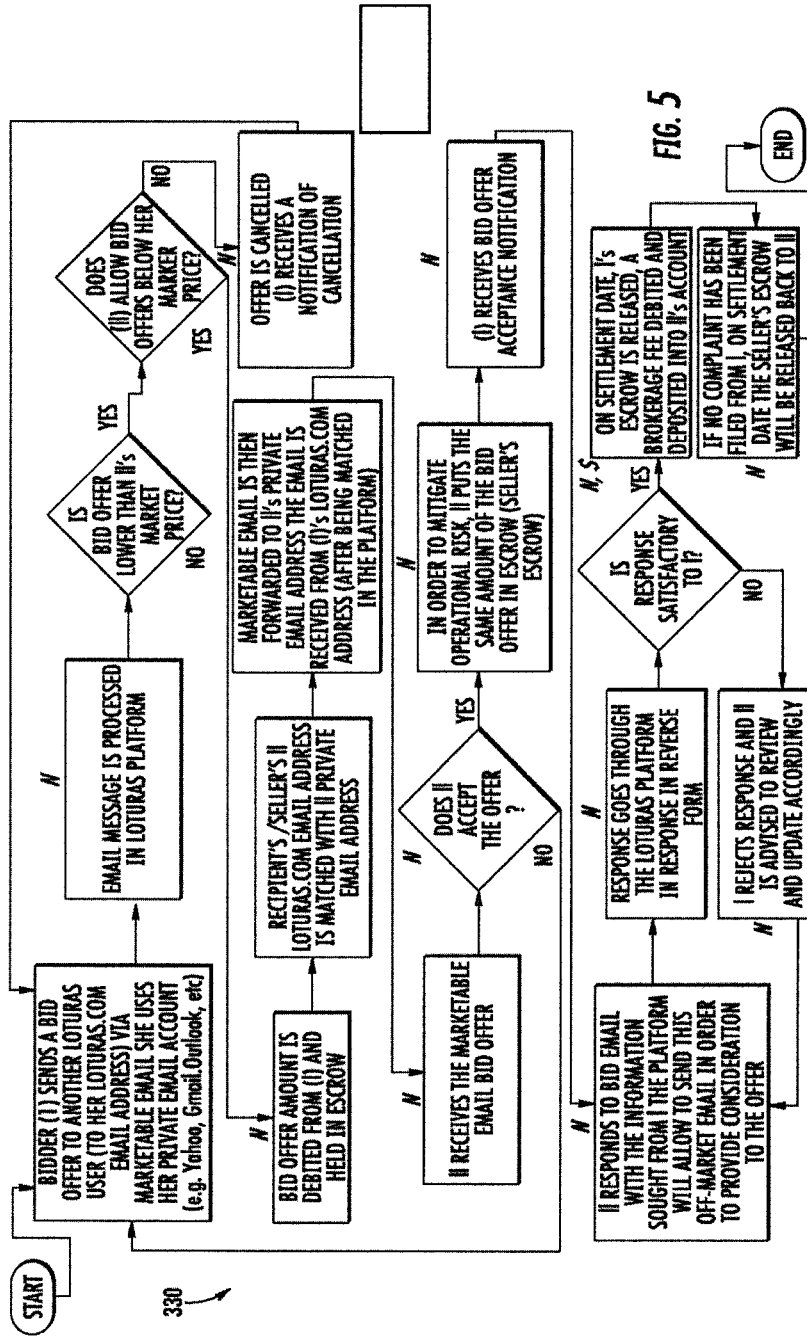 START
330
BIDDER (1) SENDS A BID
OFFER TO ANOTHER LOTURAS
USER (TO HER LOTURAS.COM
EMAIL ADDRESS) VIA
MARKETABLE EMAIL SHE USES
HER PRIVATE EMAIL ACCOUNT
(e.g. Yahoo, Gmail.Ourlook, etc)
N
EMAIL MESSAGE IS PROCESSED
IN LOTURAS PLATFORM
IS
BID OFFER
LOWER THAN II's
MARKET
PRICE?
YES
NO
DOES
(II) ALLOW BID
OFFERS BELOW HER
MARKER
PRICE?
NO
YES
N
OFFER IS CANCELLED
(I) RECEIVES A
NOTIFICATION OF
CANCELLATION
N
BID OFFER AMOUNT IS
DEBITED FROM (I) AND
HELD IN ESCROW
RECIPIENT'S /SELLER'S II
LOTURAS.COM EMAIL ADDRESS
IS MATCHED WITH II PRIVATE
EMAIL ADDRESS
MARKETABLE EMAIL IS THEN
FORWARDED TO II's PRIVATE
EMAIL ADDRESS THE EMAIL IS
RECEIVED FROM (I)'s LOTURAS.COM
ADDRESS (AFTER BEING MATCHED
IN THE PLATFORM)
N
II RECEIVES THE MARKETABLE
EMAIL BID OFFER
N
DOES II
ACCEPT
THE OFFER
?
YES
NO
N
IN ORDER TO MITIGATE
OPERATIONAL RISK, II PUTS THE
SAME AMOUNT OF THE BID
OFFER IN ESCROW (SELLER'S
ESCROW)
N
(I) RECEIVES BID OFFER
ACCEPTANCE NOTIFICATION
N
II RESPONDS TO BID EMAIL
WITH THE INFORMATION
SOUGHT FROM I THE PLATFORM
WILL ALLOW TO SEND THIS
OFF-MARKET EMAIL IN ORDER
TO PROVIDE CONSIDERATION
TO THE OFFER
N
RESPONSE GOES THROUGH
THE LOTURAS PLATFORM
IN RESPONSE IN REVERSE
FORM
IS
RESPONSE
SATISFACTORY
TO I?
YES
NO
N
I REJECTS RESPONSE AND II
IS ADVISED TO REVIEW
AND UPDATE ACCORDINGLY
N, $
ON SETTLEMENT DATE, I's
ESCROW IS RELEASED, A
BROKERAGE FEE DEBITED AND
DEPOSITED INTO II's ACCOUNT
N
IF NO COMPLAINT HAS BEEN
FILED FROM I, ON SETTLEMENT
DATE THE SELLER'S ESCROW
WILL BE RELEASED BACK TO II
END
FIG. 5